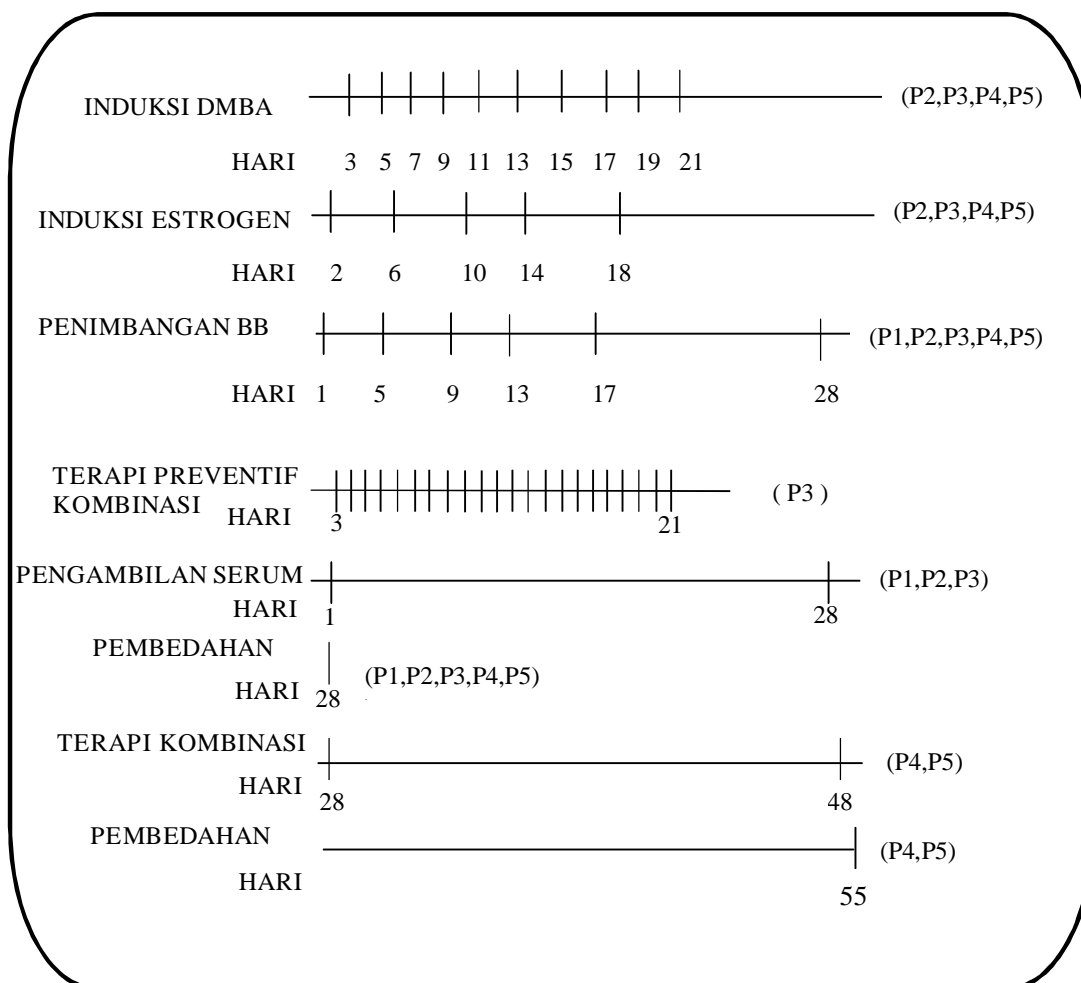 INDUKSI DMBA (P2,P3,P4,P5)
HARI 3 5 7 9 11 13 15 17 19 21
INDUKSI ESTROGEN (P2,P3,P4,P5)
HARI 2 6 10 14 18
PENIMBANGAN BB (P1,P2,P3,P4,P5)
HARI 1 5 9 13 17 28
TERAPI PREVENTIF
KOMBINASI ( P3 )
HARI 3 21
PENGAMBILAN SERUM (P1,P2,P3)
HARI 1 28
PEMBEDAHAN
HARI 28 (P1,P2,P3,P4,P5)
TERAPI KOMBINASI (P4,P5)
HARI 28 48
PEMBEDAHAN (P4,P5)
HARI 55